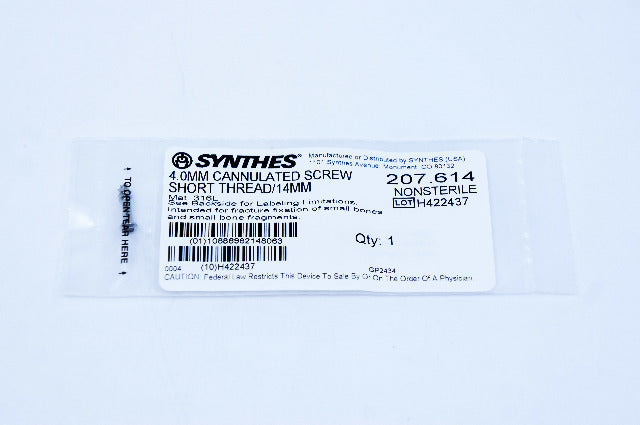 TO OPEN TEAR HERE
SYNTHES®
Manufactured or Distributed by SYNTHES (USA)
1101 Synthes Avenue, Monument, CO 80132
4.0MM CANNULATED SCREW
SHORT THREAD/14MM
207.614
NONSTERILE
Mat. 316L
LOT H422437
See Backside for Labeling Limitations.
Intended for fracture fixation of small bones
and small bone fragments.
(01)10886982148063
Qty: 1
(10)H422437
0004
GP2434
CAUTION: Federal Law Restricts This Device To Sale By Or On The Order Of A Physician.